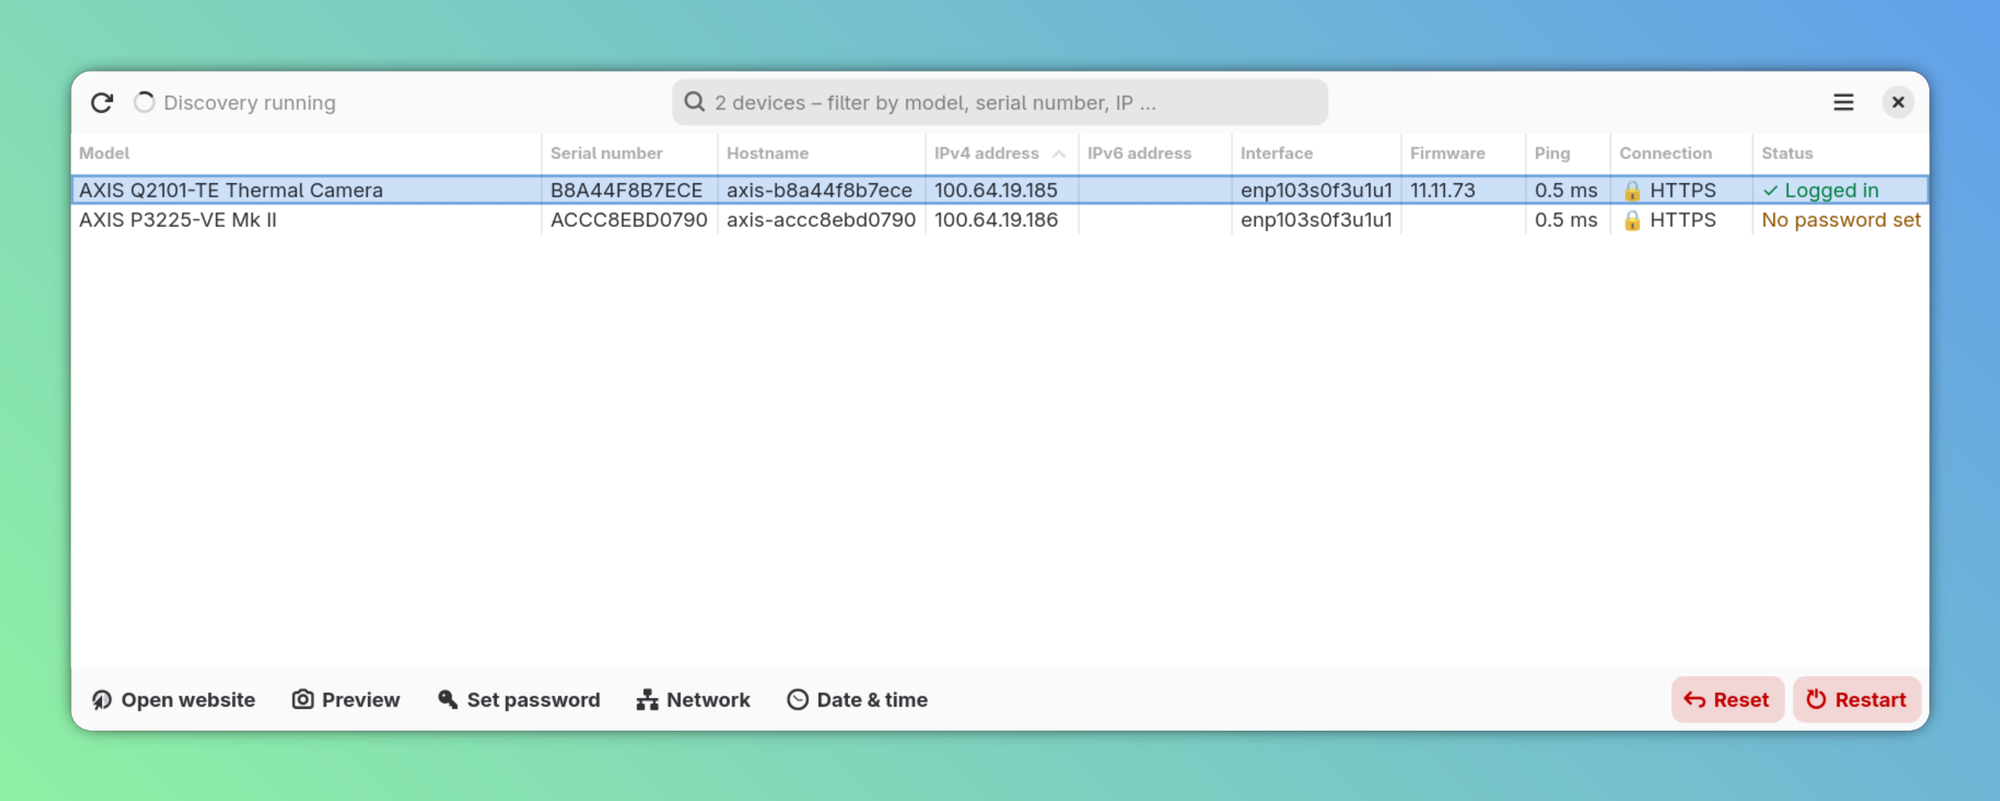 Discovery running
2 devices – filter by model, serial number, IP ...
Model Serial number Hostname IPv4 address IPv6 address Interface Firmware Ping Connection Status
AXIS Q2101-TE Thermal Camera B8A44F8B7ECE axis-b8a44f8b7ece 100.64.19.185 enp103s0f3u1u1 11.11.73 0.5 ms HTTPS ✓ Logged in
AXIS P3225-VE Mk II ACCC8EBD0790 axis-accc8ebd0790 100.64.19.186 enp103s0f3u1u1 0.5 ms HTTPS No password set
Open website Preview Set password Network Date & time Reset Restart